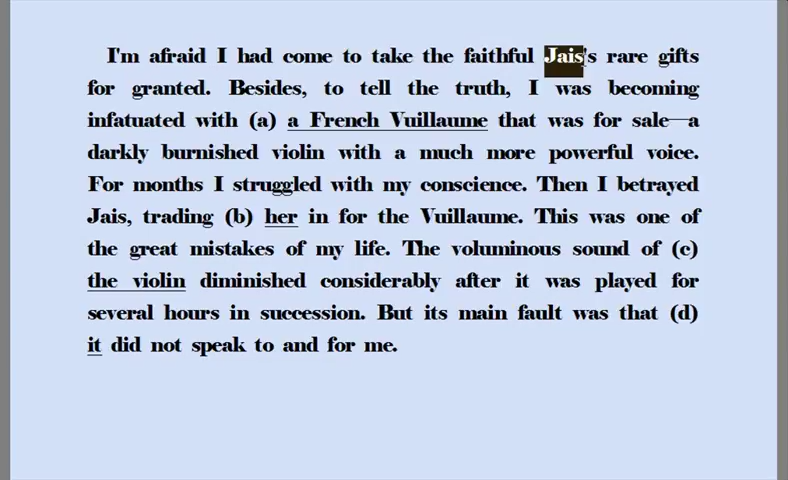 I'm afraid I had come to take the faithful Jais's rare gifts
for granted. Besides, to tell the truth, I was becoming
infatuated with (a) a French Vuillaume that was for sale—a
darkly burnished violin with a much more powerful voice.
For months I struggled with my conscience. Then I betrayed
Jais, trading (b) her in for the Vuillaume. This was one of
the great mistakes of my life. The voluminous sound of (c)
the violin diminished considerably after it was played for
several hours in succession. But its main fault was that (d)
it did not speak to and for me.